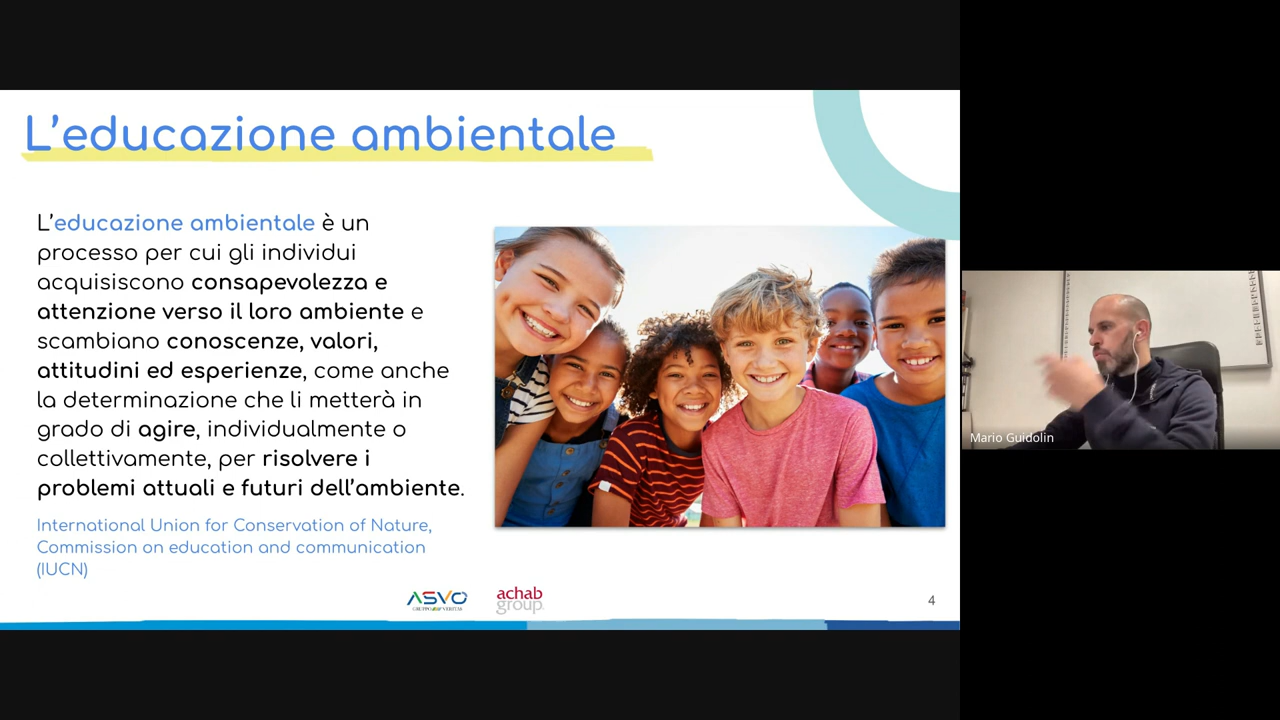 L'educazione ambientale
L'educazione ambientale è un
processo per cui gli individui
acquisiscono consapevolezza e
attenzione verso il loro ambiente e
scambiano conoscenze, valori,
attitudini ed esperienze, come anche
la determinazione che li metterà in
grado di agire, individualmente o
collettivamente, per risolvere i
problemi attuali e futuri dell'ambiente.
International Union for Conservation of Nature,
Commission on education and communication
(IUCN)
ASVO
GRUPPO VERITAS
achab
group.
4
Mario Guidolin